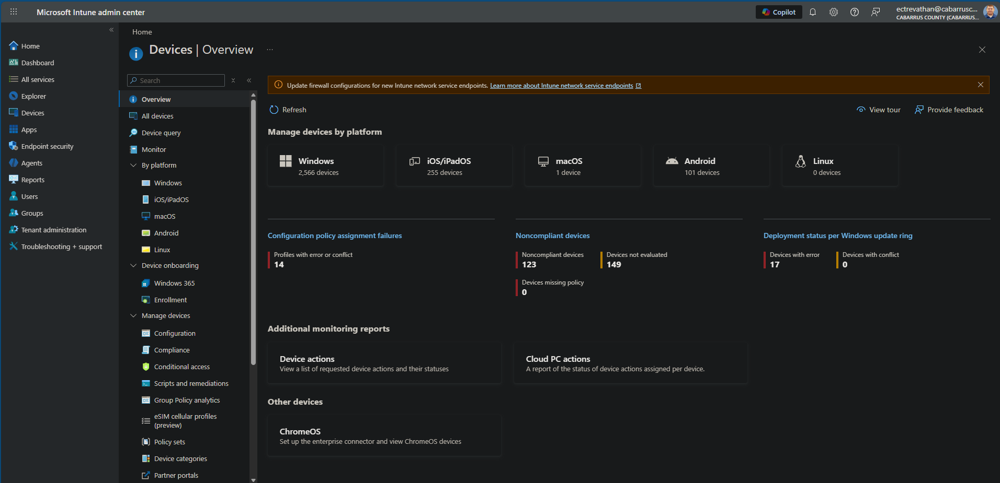 Microsoft Intune admin center
Copilot
ectrevathan@cabarrusc...
CABARRUS COUNTY (CABARRUS...
Home
Dashboard
All services
Explorer
Devices
Apps
Endpoint security
Agents
Reports
Users
Groups
Tenant administration
Troubleshooting + support
Home
Devices | Overview
...
Search
Overview
All devices
Device query
Monitor
By platform
Windows
iOS/iPadOS
macOS
Android
Linux
Device onboarding
Windows 365
Enrollment
Manage devices
Configuration
Compliance
Conditional access
Scripts and remediations
Group Policy analytics
eSIM cellular profiles
(preview)
Policy sets
Device categories
Partner portals
Update firewall configurations for new Intune network service endpoints. Learn more about Intune network service endpoints
Refresh
View tour
Provide feedback
Manage devices by platform
Windows
2,566 devices
iOS/iPadOS
255 devices
macOS
1 device
Android
101 devices
Linux
0 devices
Configuration policy assignment failures
Profiles with error or conflict
14
Noncompliant devices
Noncompliant devices
123
Devices not evaluated
149
Devices missing policy
0
Deployment status per Windows update ring
Devices with error
17
Devices with conflict
0
Additional monitoring reports
Device actions
View a list of requested device actions and their statuses
Cloud PC actions
A report of the status of device actions assigned per device.
Other devices
ChromeOS
Set up the enterprise connector and view ChromeOS devices